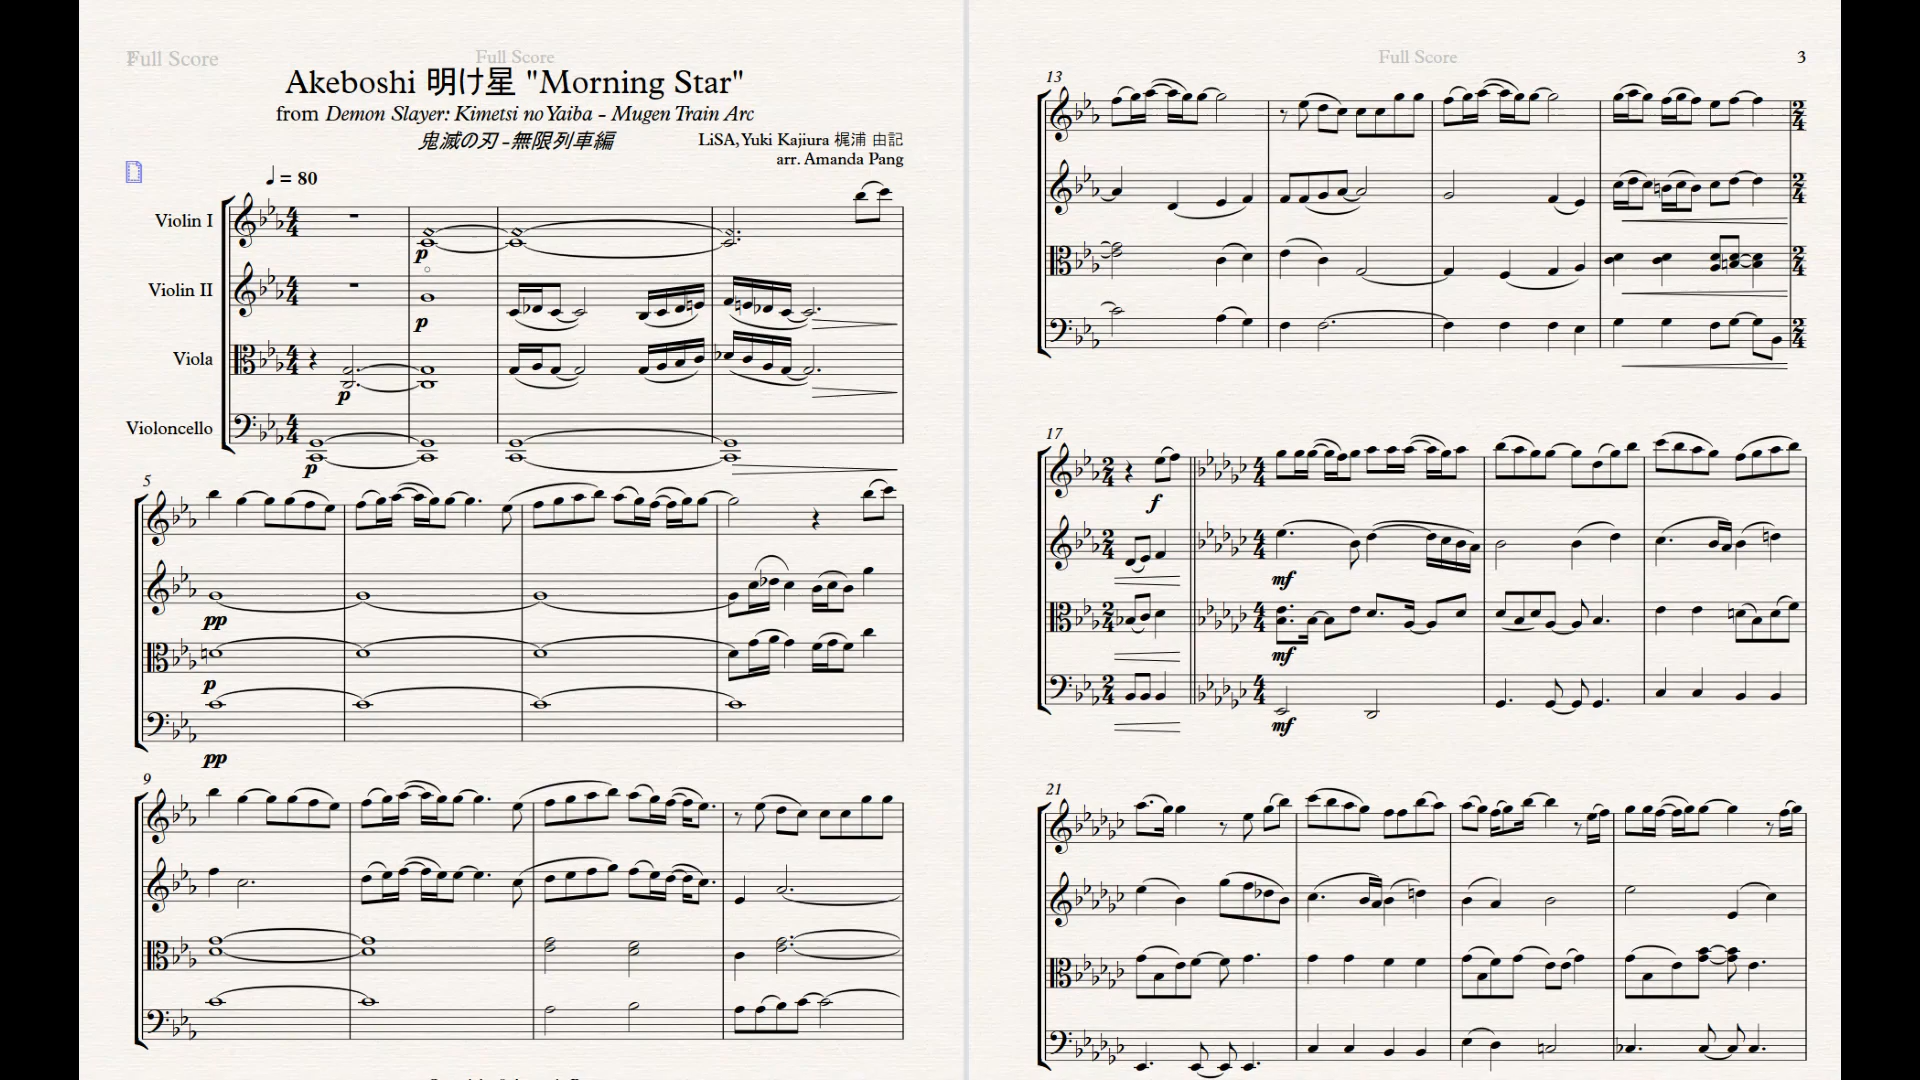 Full Score
Full Score
Akeboshi 明け星 "Morning Star"
from Demon Slayer: Kimetsi no Yaiba - Mugen Train Arc
鬼滅の刃 -無限列車編
LiSA, Yuki Kajiura 梶浦 由記
arr. Amanda Pang
♩ = 80
Violin I
p
Violin II
p
Viola
p
Violoncello
p
5
pp
p
pp
9
Full Score
3
13
17
f
mf
mf
mf
21